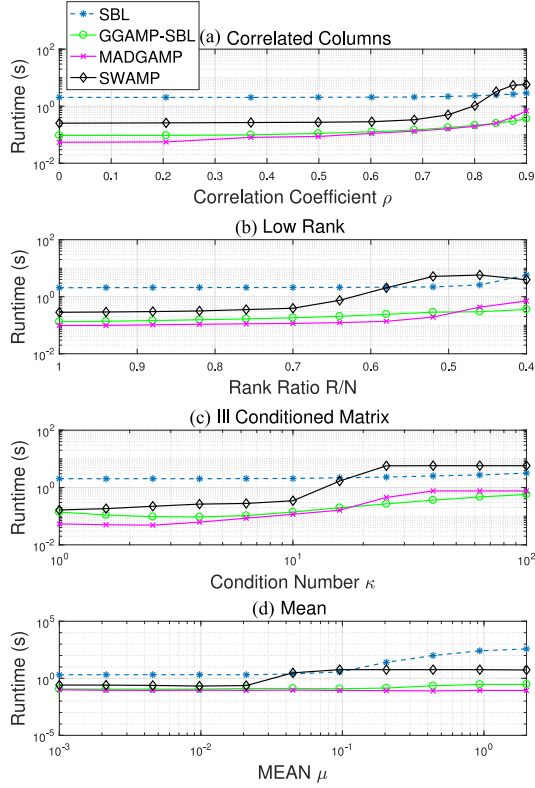 SBL
GGAMP-SBL
MADGAMP
SWAMP
(a) Correlated Columns
Runtime (s)
10^2
10^0
10^-2
0 0.1 0.2 0.3 0.4 0.5 0.6 0.7 0.8 0.9
Correlation Coefficient ρ
(b) Low Rank
Runtime (s)
10^2
10^0
10^-2
1 0.9 0.8 0.7 0.6 0.5 0.4
Rank Ratio R/N
(c) Ill Conditioned Matrix
Runtime (s)
10^2
10^0
10^-2
10^0 10^1 10^2
Condition Number κ
(d) Mean
Runtime (s)
10^5
10^0
10^-5
10^-3 10^-2 10^-1 10^0
MEAN μ